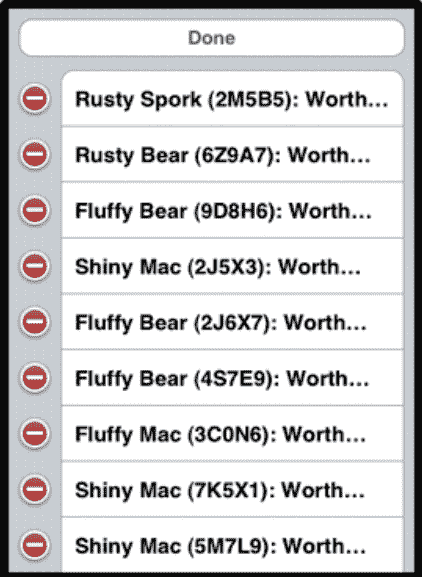 Done
Rusty Spork (2M5B5): Worth...
Rusty Bear (6Z9A7): Worth...
Fluffy Bear (9D8H6): Worth...
Shiny Mac (2J5X3): Worth...
Fluffy Bear (2J6X7): Worth...
Fluffy Bear (4S7E9): Worth...
Fluffy Mac (3C0N6): Worth...
Shiny Mac (7K5X1): Worth...
Shiny Mac (5M7L9): Worth...